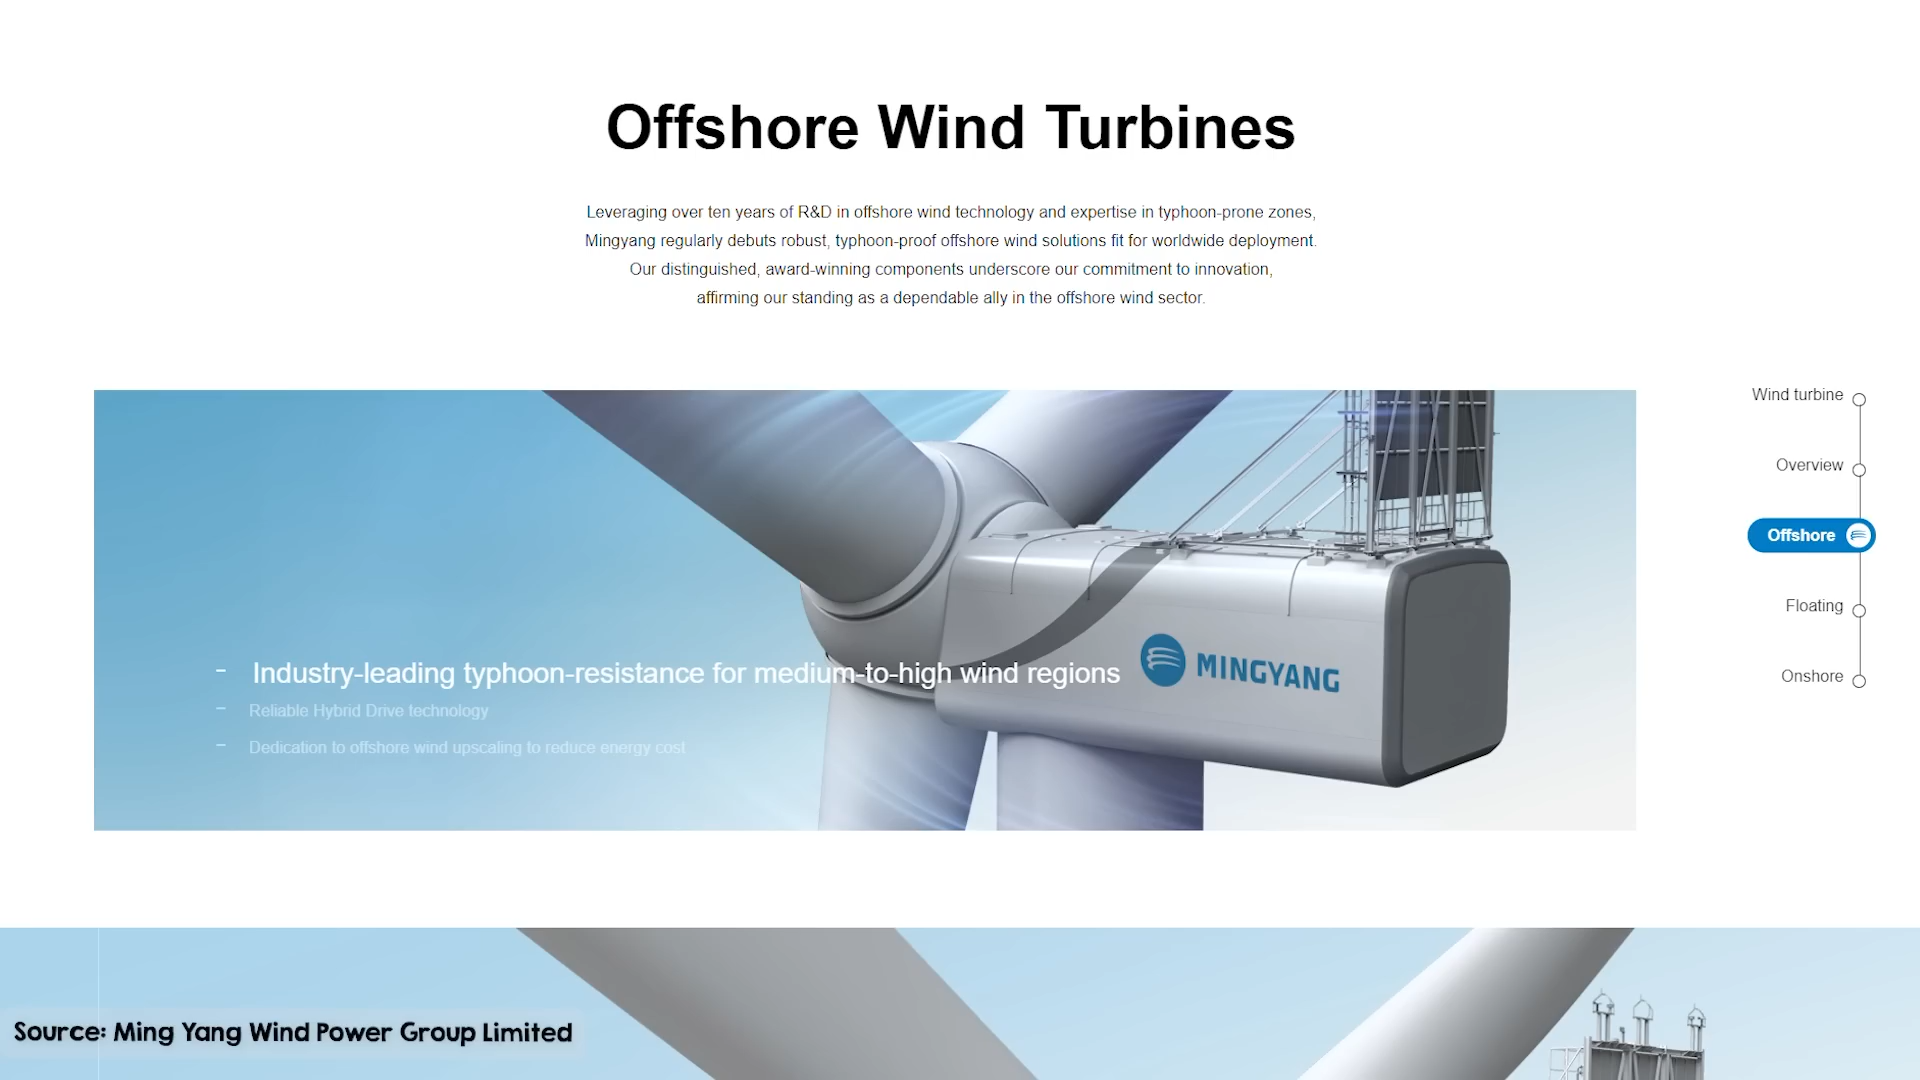 Offshore Wind Turbines
Leveraging over ten years of R&D in offshore wind technology and expertise in typhoon-prone zones,
Mingyang regularly debuts robust, typhoon-proof offshore wind solutions fit for worldwide deployment.
Our distinguished, award-winning components underscore our commitment to innovation,
affirming our standing as a dependable ally in the offshore wind sector.
Wind turbine
Overview
Offshore
Floating
Onshore
MINGYANG
- Industry-leading typhoon-resistance for medium-to-high wind regions
- Reliable Hybrid Drive technology
- Dedication to offshore wind upscaling to reduce energy cost
Source: Ming Yang Wind Power Group Limited